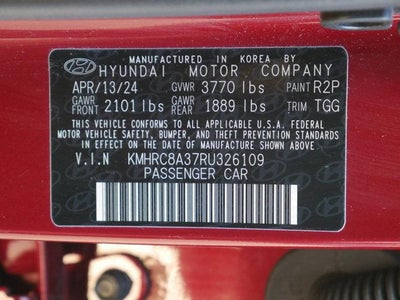 MANUFACTURED IN KOREA BY
HYUNDAI MOTOR COMPANY
APR/13/24 GVWR 3770 lbs PAINT R2P
GAWR FRONT 2101 lbs GAWR REAR 1889 lbs TRIM TGG
THIS VEHICLE CONFORMS TO ALL APPLICABLE U.S.A. FEDERAL
MOTOR VEHICLE SAFETY, BUMPER, AND THEFT PREVENTION
STANDARDS IN EFFECT ON THE DATE OF MANUFACTURE SHOWN ABOVE.
V.I.N KMHRC8A37RU326109
PASSENGER CAR